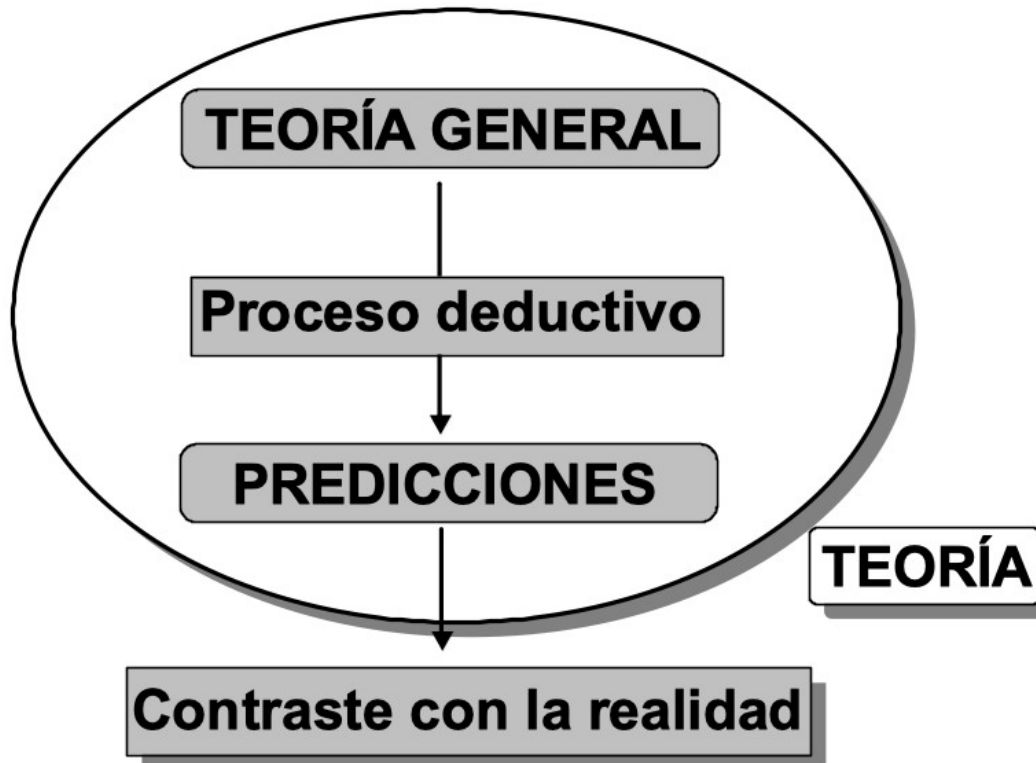 TEORÍA GENERAL
Proceso deductivo
PREDICCIONES
TEORÍA
Contraste con la realidad